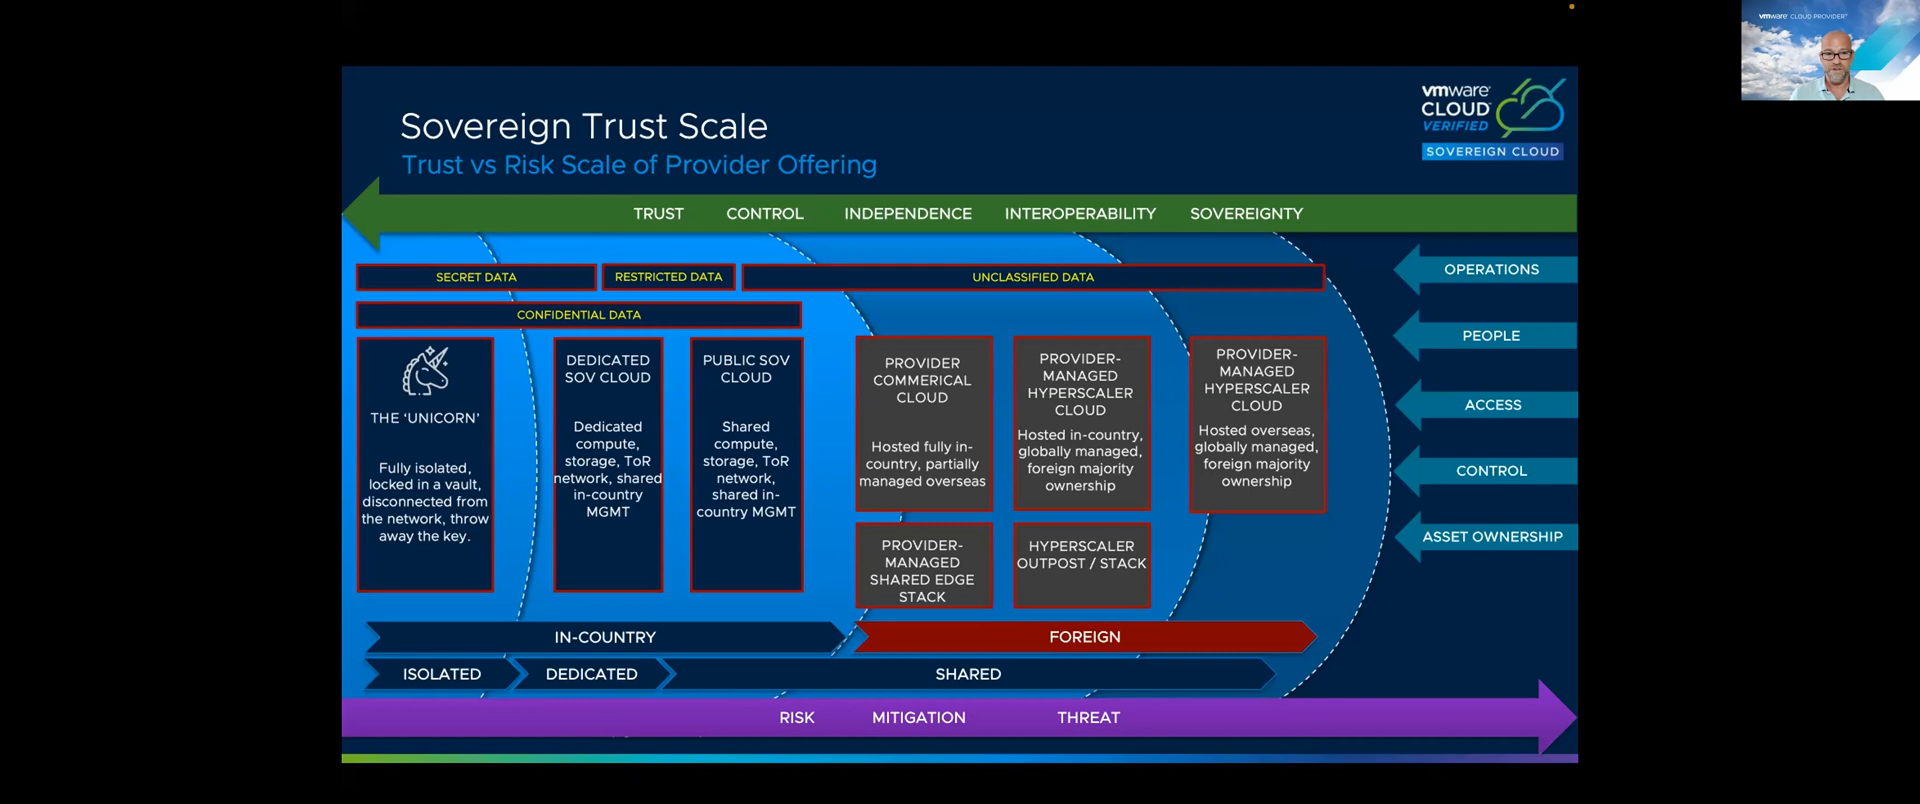 vmware CLOUD PROVIDER
vmware
CLOUD
VERIFIED
SOVEREIGN CLOUD
Sovereign Trust Scale
Trust vs Risk Scale of Provider Offering
TRUST CONTROL INDEPENDENCE INTEROPERABILITY SOVEREIGNTY
SECRET DATA
RESTRICTED DATA
UNCLASSIFIED DATA
CONFIDENTIAL DATA
THE ‘UNICORN’
Fully isolated,
locked in a vault,
disconnected from
the network, throw
away the key.
DEDICATED
SOV CLOUD
Dedicated
compute,
storage, ToR
network, shared
in-country
MGMT
PUBLIC SOV
CLOUD
Shared
compute,
storage, ToR
network,
shared in-
country MGMT
PROVIDER
COMMERICAL
CLOUD
Hosted fully in-
country, partially
managed overseas
PROVIDER-
MANAGED
HYPERSCALER
CLOUD
Hosted in-country,
globally managed,
foreign majority
ownership
PROVIDER-
MANAGED
HYPERSCALER
CLOUD
Hosted overseas,
globally managed,
foreign majority
ownership
PROVIDER-
MANAGED
SHARED EDGE
STACK
HYPERSCALER
OUTPOST / STACK
OPERATIONS
PEOPLE
ACCESS
CONTROL
ASSET OWNERSHIP
IN-COUNTRY
FOREIGN
ISOLATED
DEDICATED
SHARED
RISK MITIGATION THREAT